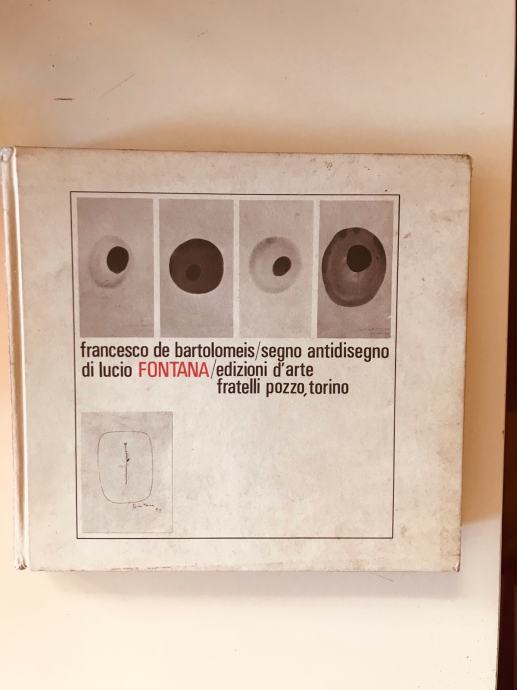 francesco de bartolomeis/segno antidisegno
di lucio FONTANA/edizioni d'arte
fratelli pozzo, torino